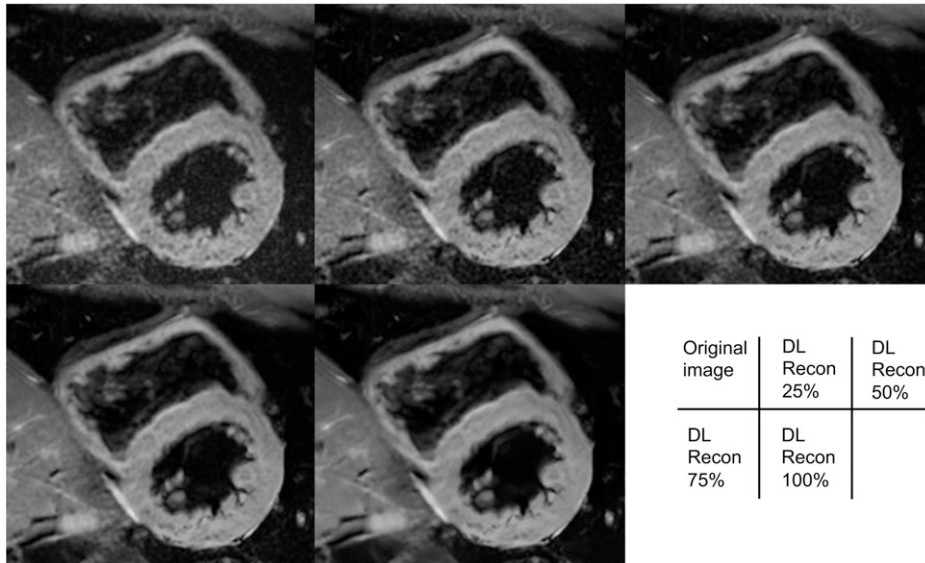 Original
image
DL
Recon
25%
DL
Recon
50%
DL
Recon
75%
DL
Recon
100%